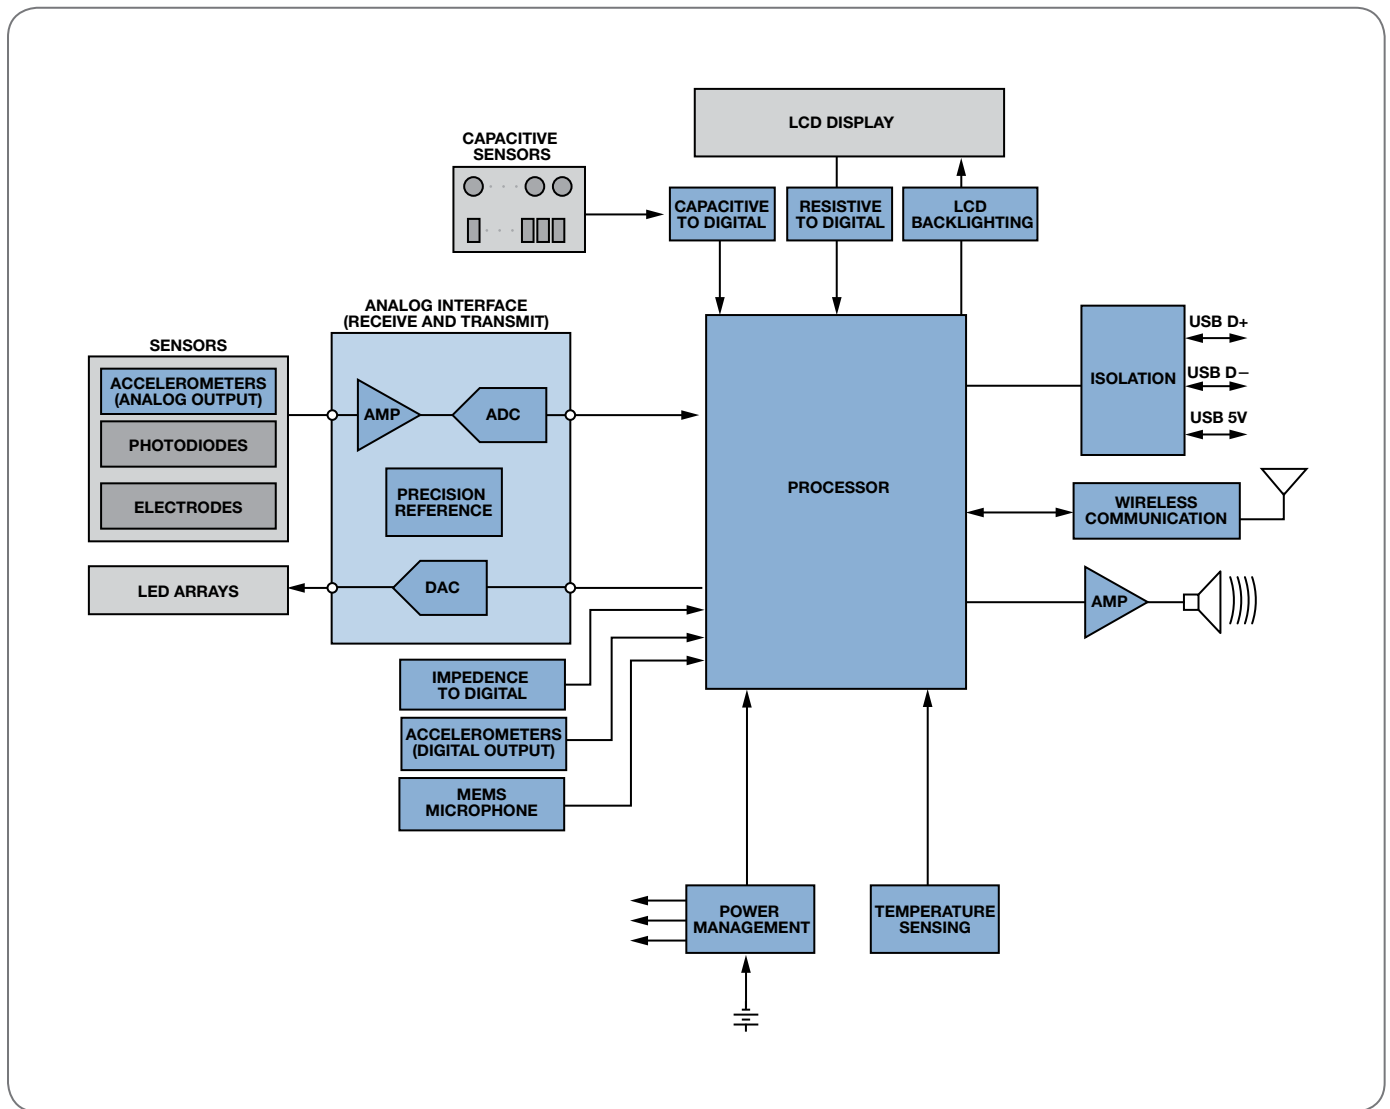 LCD DISPLAY
CAPACITIVE
SENSORS
CAPACITIVE
TO DIGITAL
RESISTIVE
TO DIGITAL
LCD
BACKLIGHTING
ANALOG INTERFACE
(RECEIVE AND TRANSMIT)
SENSORS
ACCELEROMETERS
(ANALOG OUTPUT)
PHOTODIODES
ELECTRODES
LED ARRAYS
AMP
ADC
PRECISION
REFERENCE
DAC
PROCESSOR
ISOLATION
USB D+
USB D−
USB 5V
WIRELESS
COMMUNICATION
AMP
IMPEDENCE
TO DIGITAL
ACCELEROMETERS
(DIGITAL OUTPUT)
MEMS
MICROPHONE
POWER
MANAGEMENT
TEMPERATURE
SENSING